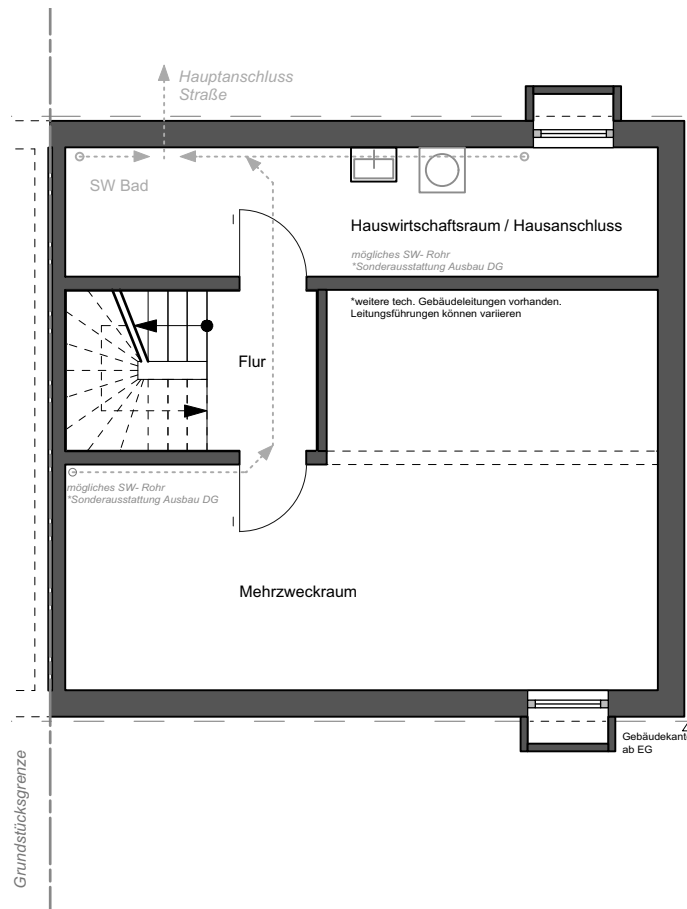 Hauptanschluss
Straße
SW Bad
Hauswirtschaftsraum / Hausanschluss
mögliches SW- Rohr
*Sonderausstattung Ausbau DG
*weitere tech. Gebäudeleitungen vorhanden.
Leitungsführungen können variieren
Flur
mögliches SW- Rohr
*Sonderausstattung Ausbau DG
Mehrzweckraum
Gebäudekant
ab EG
Grundstücksgrenze